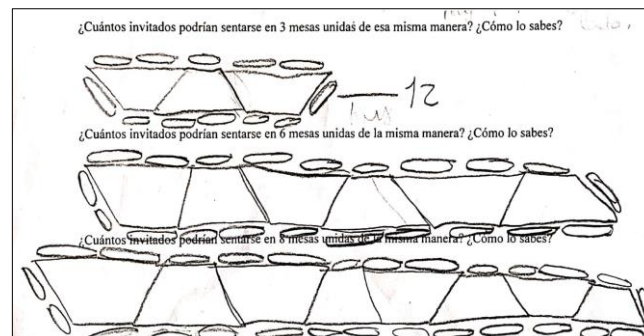 ¿Cuántos invitados podrían sentarse en 3 mesas unidas de esa misma manera? ¿Cómo lo sabes?
12
¿Cuántos invitados podrían sentarse en 6 mesas unidas de la misma manera? ¿Cómo lo sabes?
¿Cuántos invitados podrían sentarse en 8 mesas unidas de la misma manera? ¿Cómo lo sabes?